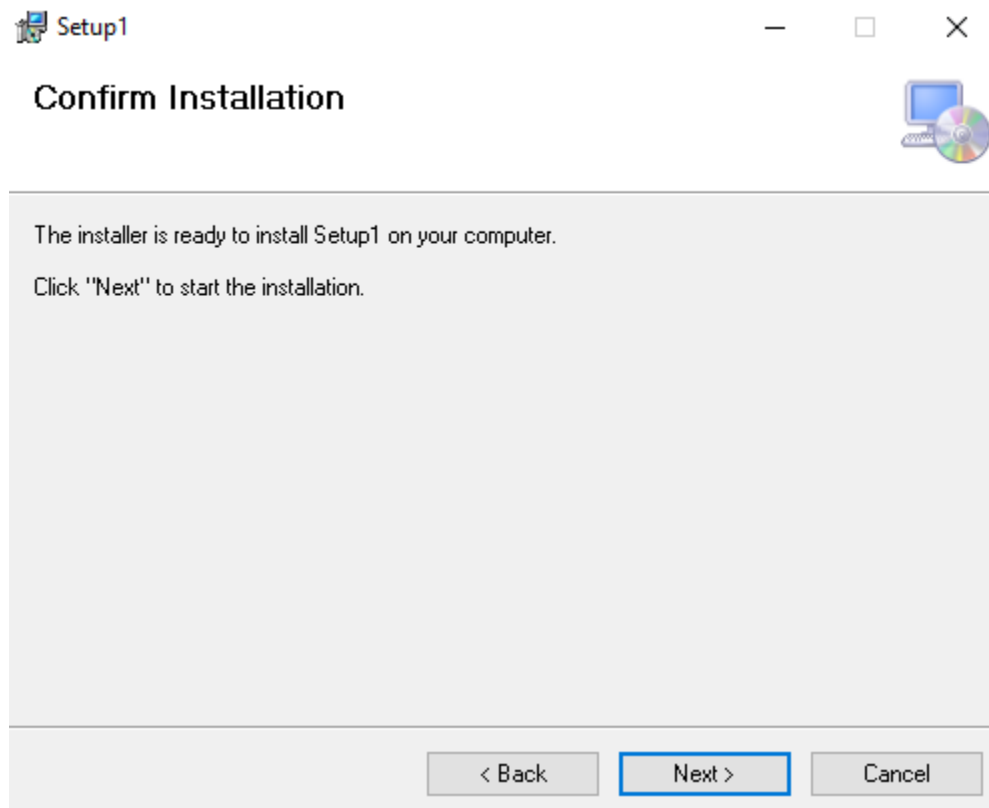 Setup1
Confirm Installation
The installer is ready to install Setup1 on your computer.
Click "Next" to start the installation.
< Back Next > Cancel